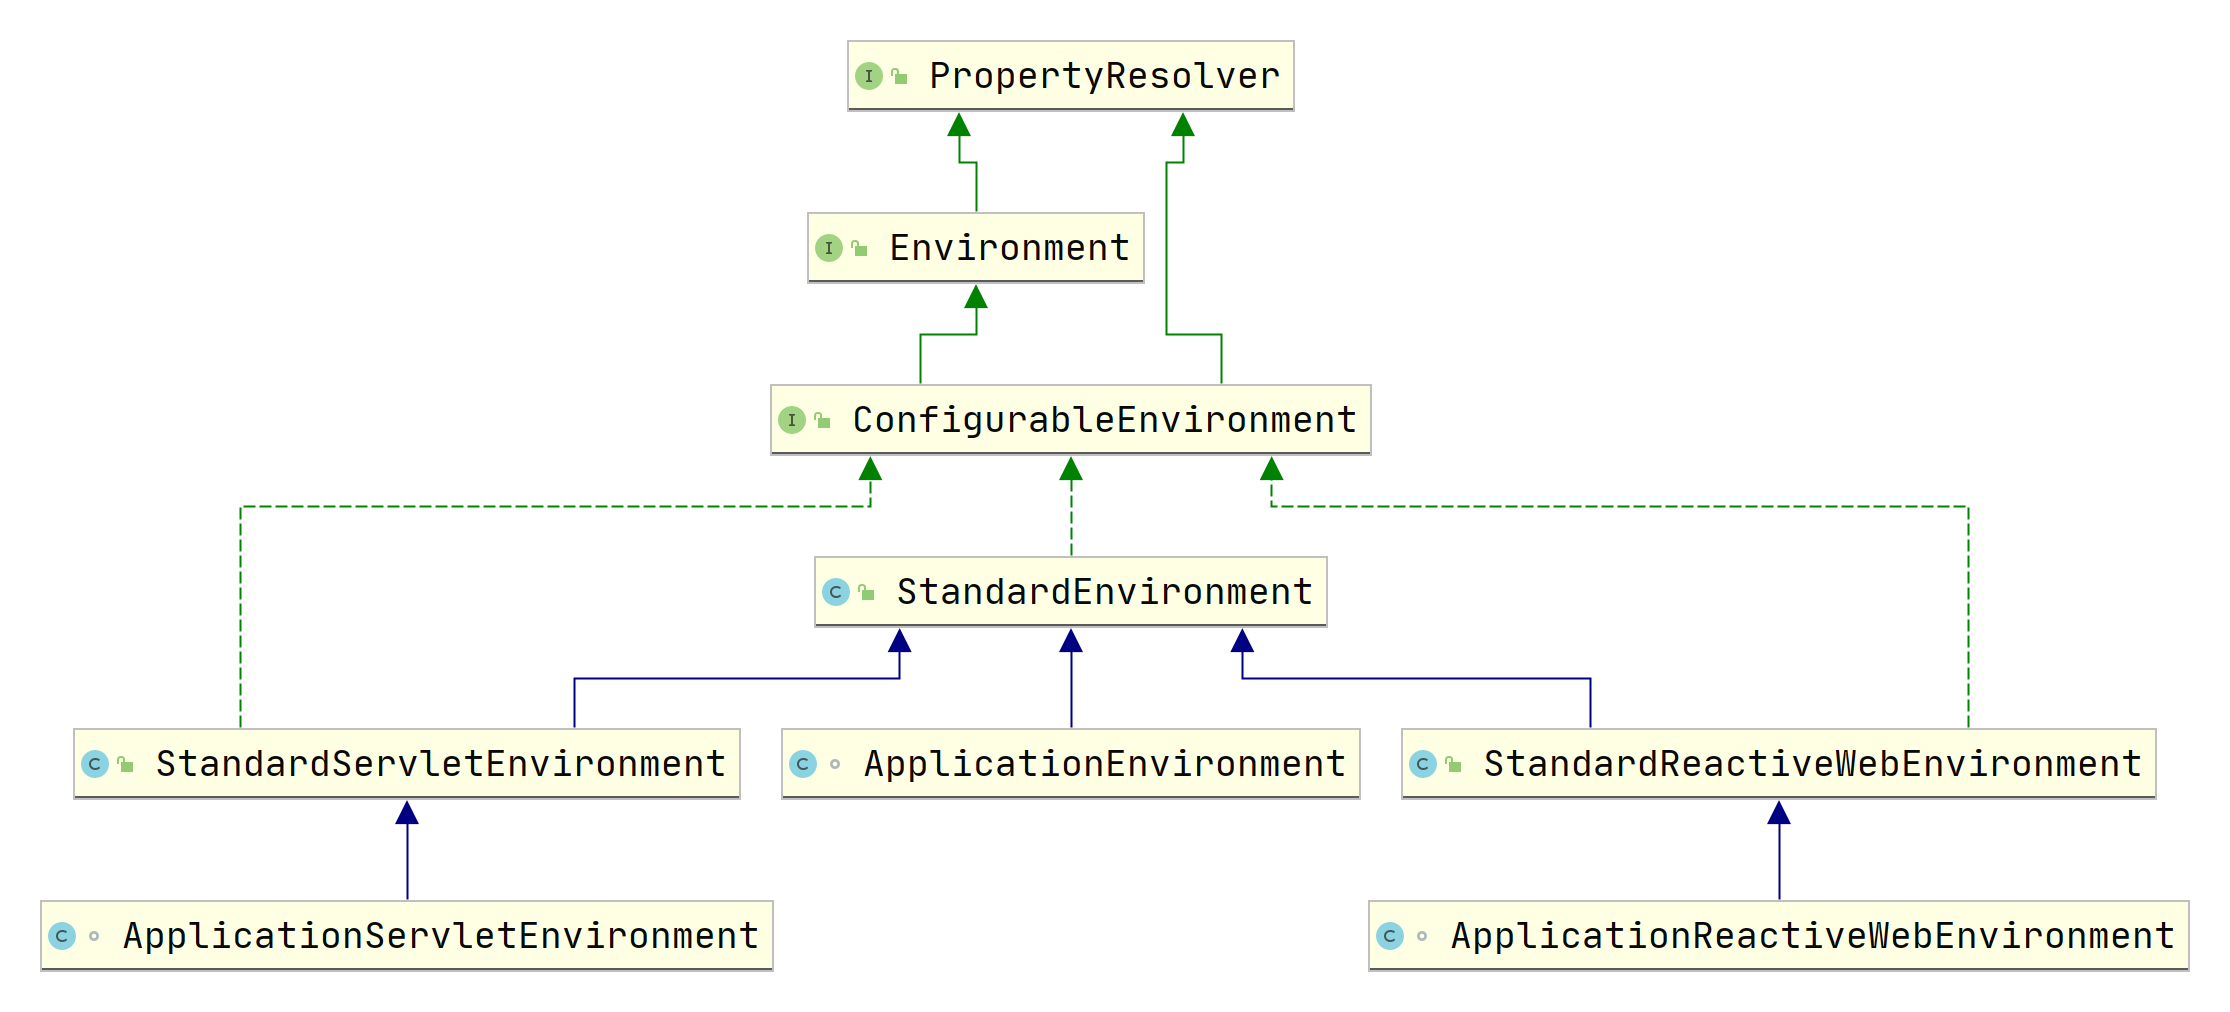 I PropertyResolver
I Environment
I ConfigurableEnvironment
C StandardEnvironment
C StandardServletEnvironment
C ApplicationEnvironment
C StandardReactiveWebEnvironment
C ApplicationServletEnvironment
C ApplicationReactiveWebEnvironment